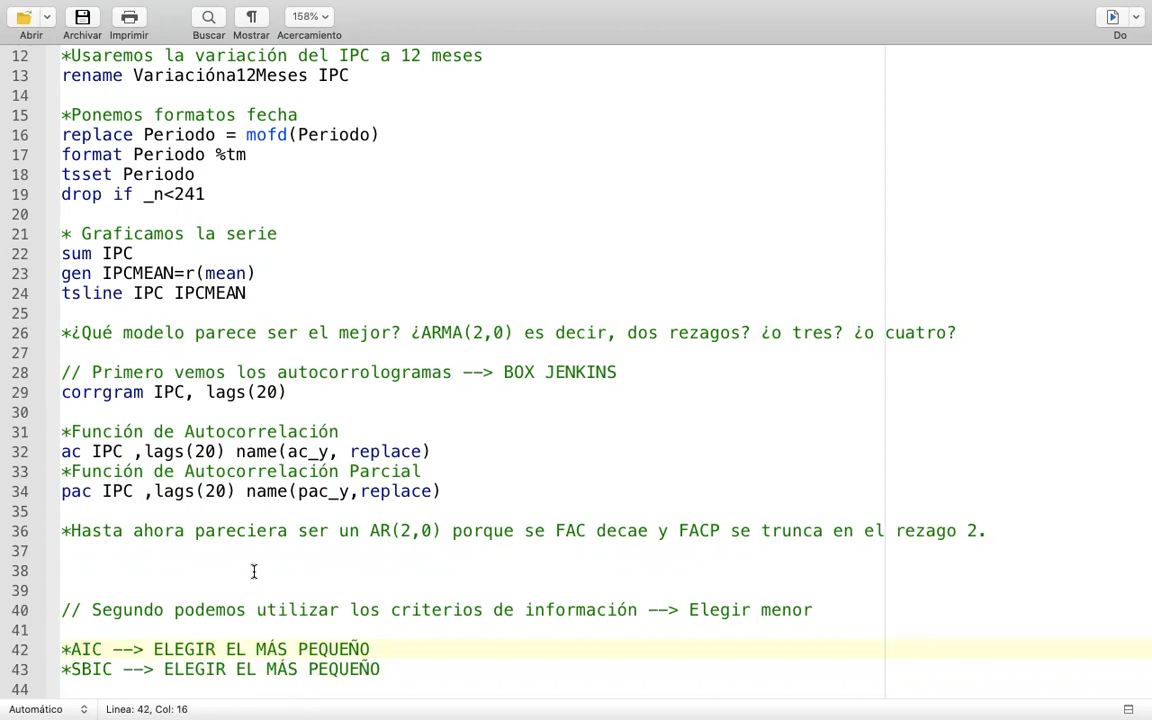 158%
Abrir Archivar Imprimir Buscar Mostrar Acercamiento Do
12 *Usaremos la variación del IPC a 12 meses
13 rename Variacióna12Meses IPC
14
15 *Ponemos formatos fecha
16 replace Periodo = mofd(Periodo)
17 format Periodo %tm
18 tsset Periodo
19 drop if _n<241
20
21 * Graficamos la serie
22 sum IPC
23 gen IPCMEAN=r(mean)
24 tsline IPC IPCMEAN
25
26 *¿Qué modelo parece ser el mejor? ¿ARMA(2,0) es decir, dos rezagos? ¿o tres? ¿o cuatro?
27
28 // Primero vemos los autocorrologramas --> BOX JENKINS
29 corrgram IPC, lags(20)
30
31 *Función de Autocorrelación
32 ac IPC ,lags(20) name(ac_y, replace)
33 *Función de Autocorrelación Parcial
34 pac IPC ,lags(20) name(pac_y,replace)
35
36 *Hasta ahora pareciera ser un AR(2,0) porque se FAC decae y FACP se trunca en el rezago 2.
37
38
39
40 // Segundo podemos utilizar los criterios de información --> Elegir menor
41
42 *AIC --> ELEGIR EL MÁS PEQUEÑO
43 *SBIC --> ELEGIR EL MÁS PEQUEÑO
44
Automático Linea: 42, Col: 16